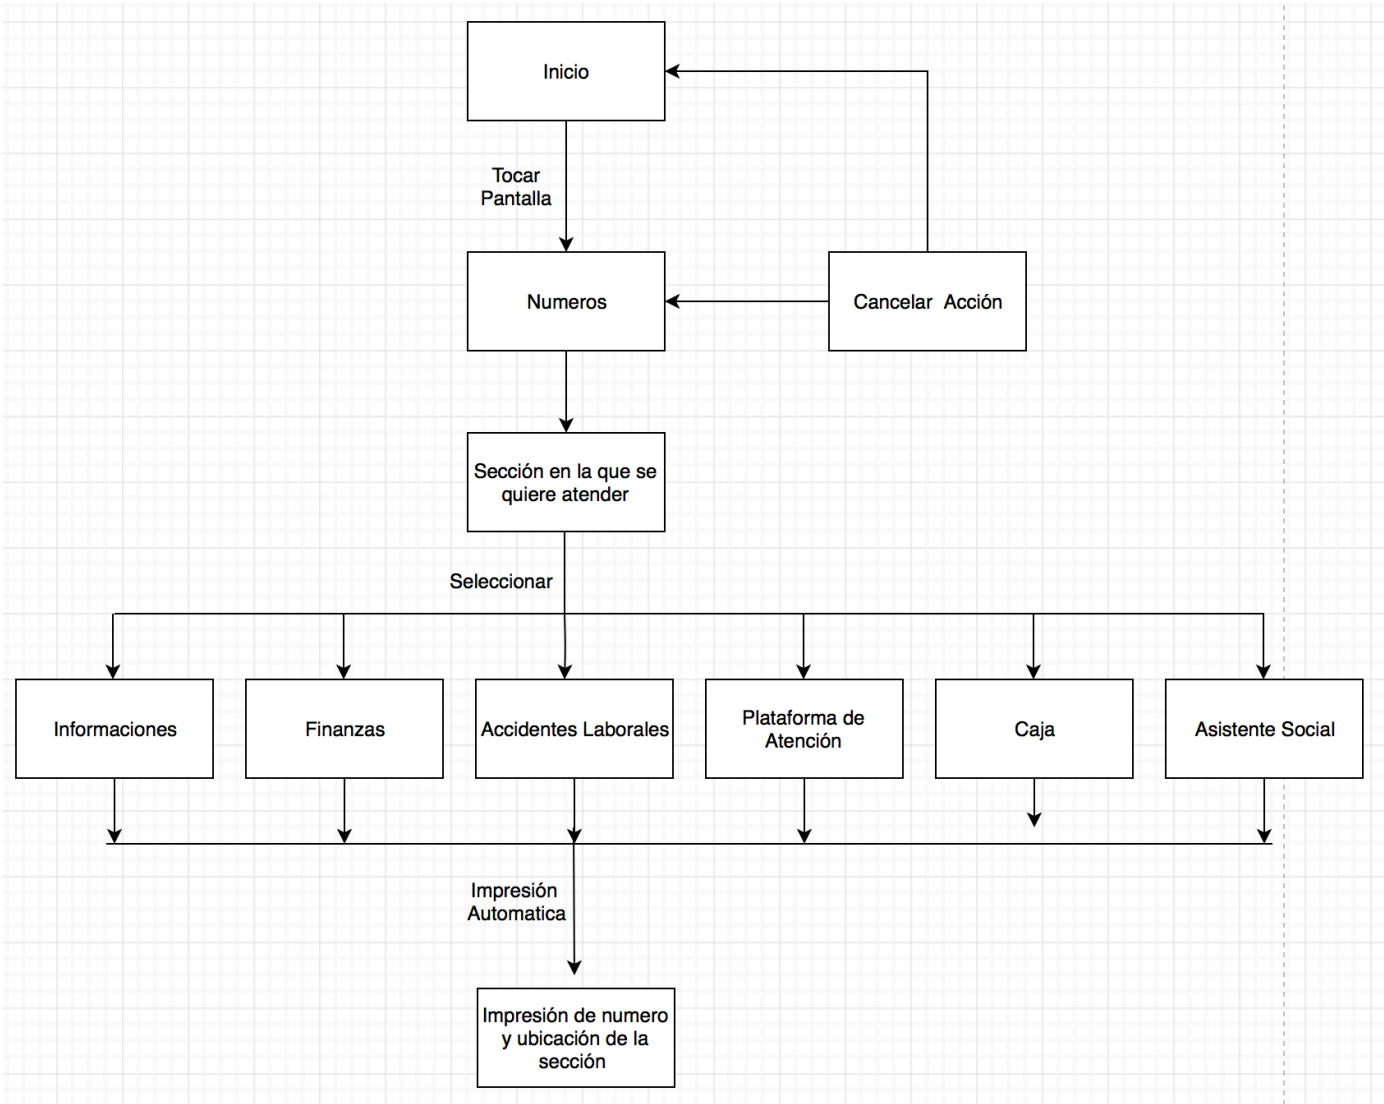 Inicio
Tocar
Pantalla
Numeros
Cancelar Acción
Sección en la que se
quiere atender
Seleccionar
Informaciones
Finanzas
Accidentes Laborales
Plataforma de
Atención
Caja
Asistente Social
Impresión
Automatica
Impresión de numero
y ubicación de la
sección